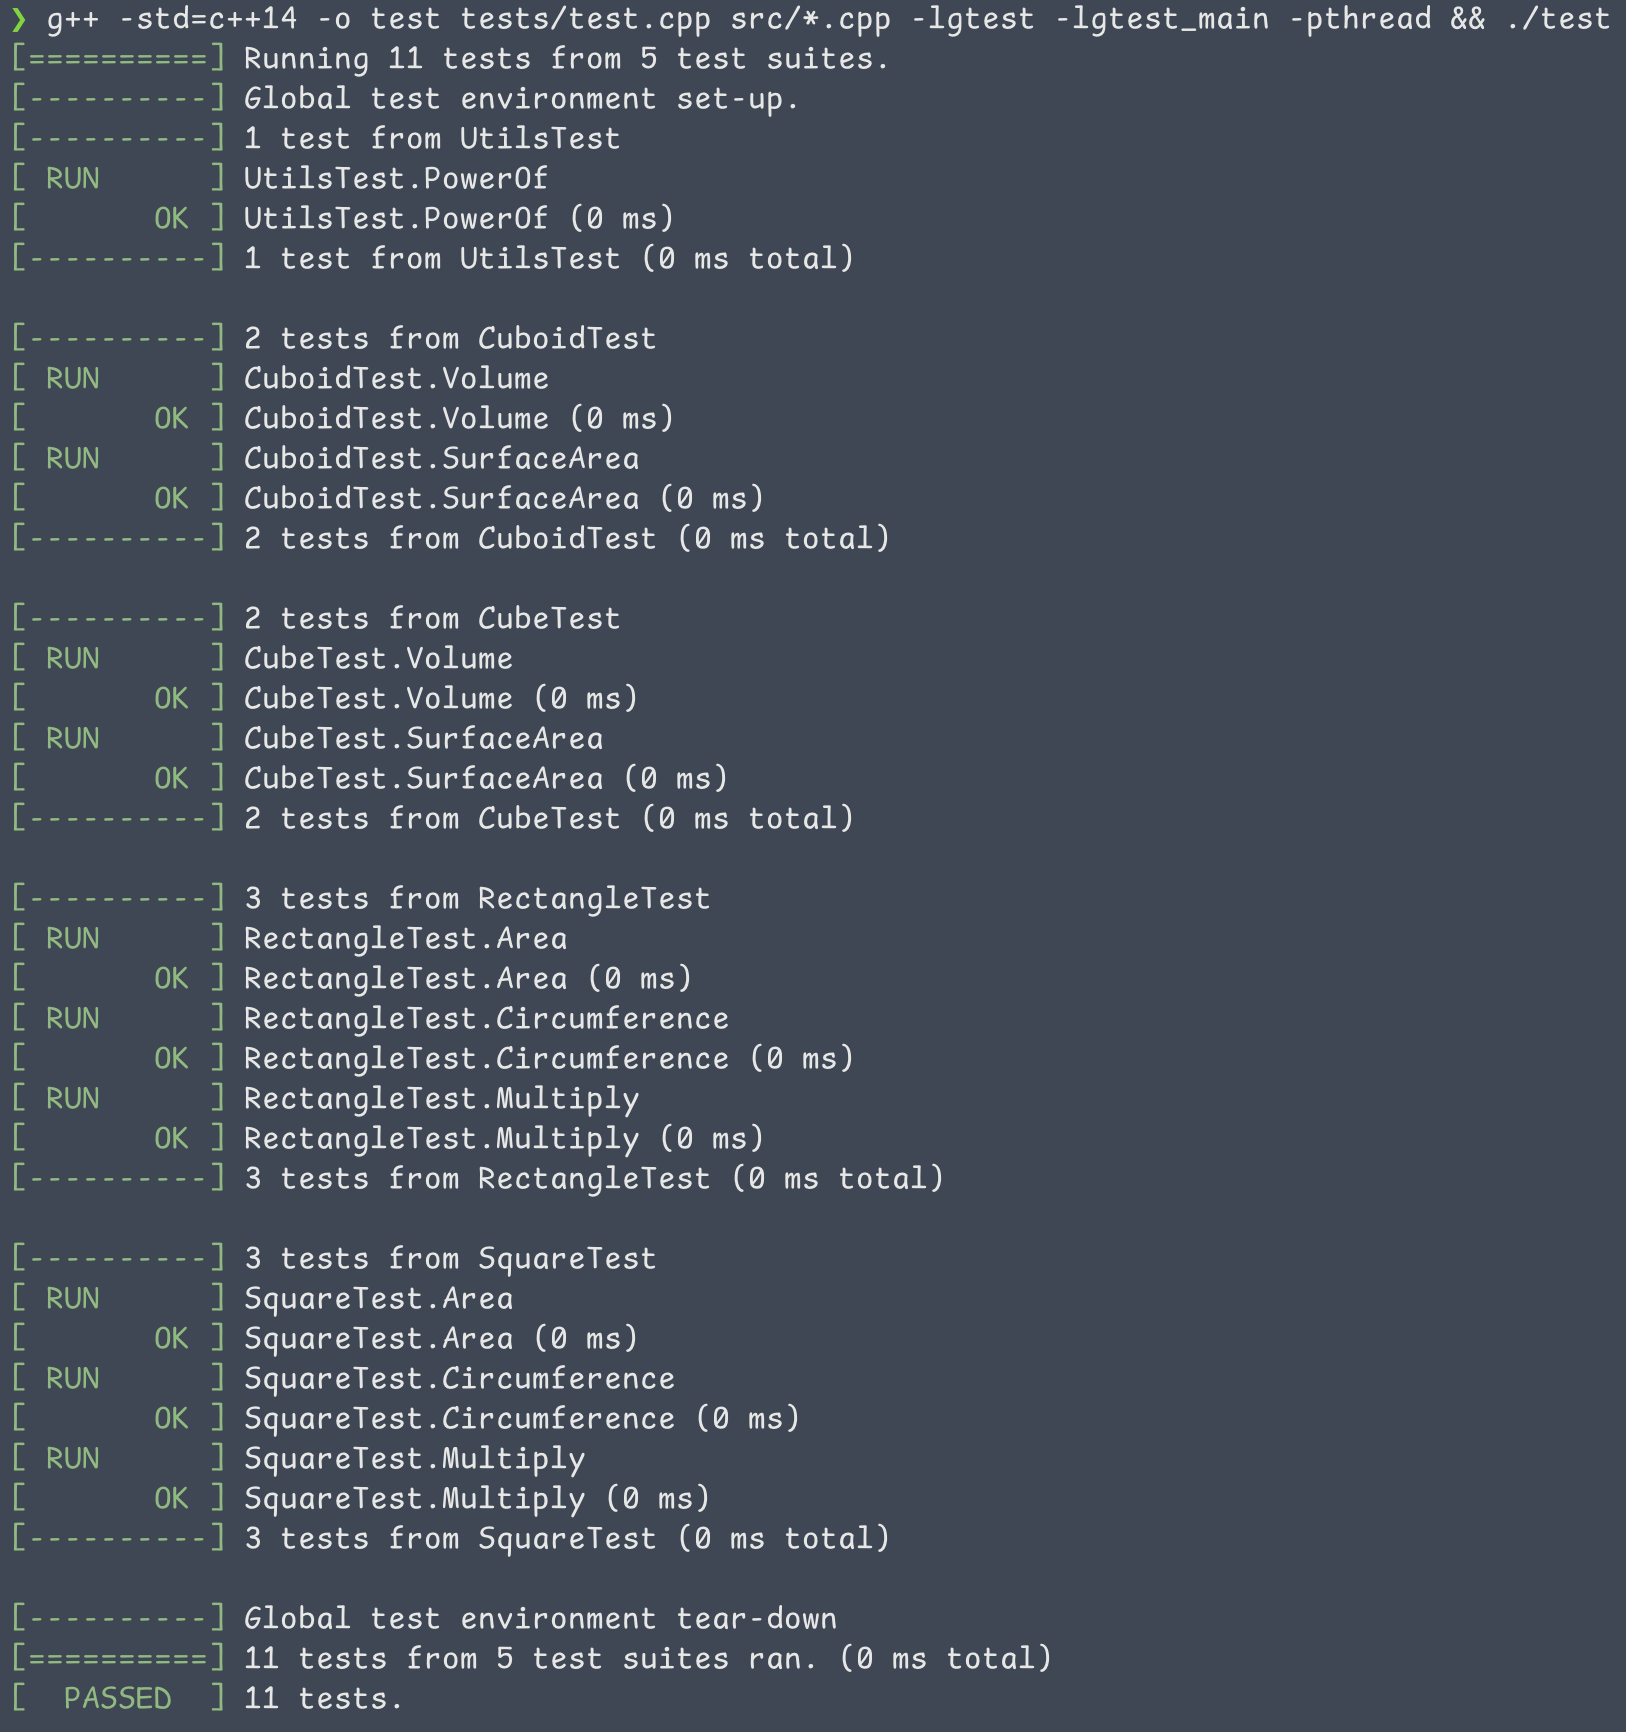 ❯ g++ -std=c++14 -o test tests/test.cpp src/*.cpp -lgtest -lgtest_main -pthread && ./test
[==========] Running 11 tests from 5 test suites.
[----------] Global test environment set-up.
[----------] 1 test from UtilsTest
[ RUN      ] UtilsTest.PowerOf
[       OK ] UtilsTest.PowerOf (0 ms)
[----------] 1 test from UtilsTest (0 ms total)

[----------] 2 tests from CuboidTest
[ RUN      ] CuboidTest.Volume
[       OK ] CuboidTest.Volume (0 ms)
[ RUN      ] CuboidTest.SurfaceArea
[       OK ] CuboidTest.SurfaceArea (0 ms)
[----------] 2 tests from CuboidTest (0 ms total)

[----------] 2 tests from CubeTest
[ RUN      ] CubeTest.Volume
[       OK ] CubeTest.Volume (0 ms)
[ RUN      ] CubeTest.SurfaceArea
[       OK ] CubeTest.SurfaceArea (0 ms)
[----------] 2 tests from CubeTest (0 ms total)

[----------] 3 tests from RectangleTest
[ RUN      ] RectangleTest.Area
[       OK ] RectangleTest.Area (0 ms)
[ RUN      ] RectangleTest.Circumference
[       OK ] RectangleTest.Circumference (0 ms)
[ RUN      ] RectangleTest.Multiply
[       OK ] RectangleTest.Multiply (0 ms)
[----------] 3 tests from RectangleTest (0 ms total)

[----------] 3 tests from SquareTest
[ RUN      ] SquareTest.Area
[       OK ] SquareTest.Area (0 ms)
[ RUN      ] SquareTest.Circumference
[       OK ] SquareTest.Circumference (0 ms)
[ RUN      ] SquareTest.Multiply
[       OK ] SquareTest.Multiply (0 ms)
[----------] 3 tests from SquareTest (0 ms total)

[----------] Global test environment tear-down
[==========] 11 tests from 5 test suites ran. (0 ms total)
[  PASSED  ] 11 tests.